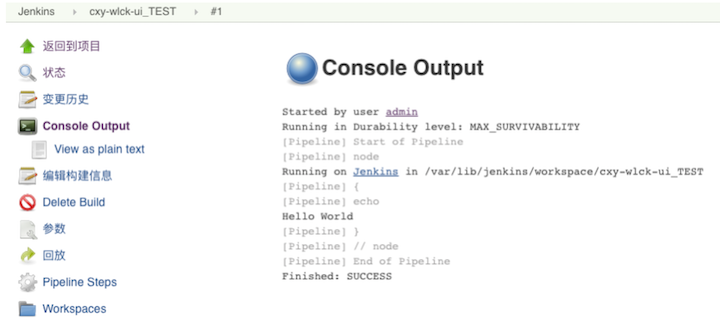 Jenkins cxy-wlck-ui_TEST #1
返回到项目
状态
变更历史
Console Output
View as plain text
编辑构建信息
Delete Build
参数
回放
Pipeline Steps
Workspaces
Console Output
Started by user admin
Running in Durability level: MAX_SURVIVABILITY
[Pipeline] Start of Pipeline
[Pipeline] node
Running on Jenkins in /var/lib/jenkins/workspace/cxy-wlck-ui_TEST
[Pipeline] {
[Pipeline] echo
Hello World
[Pipeline] }
[Pipeline] // node
[Pipeline] End of Pipeline
Finished: SUCCESS